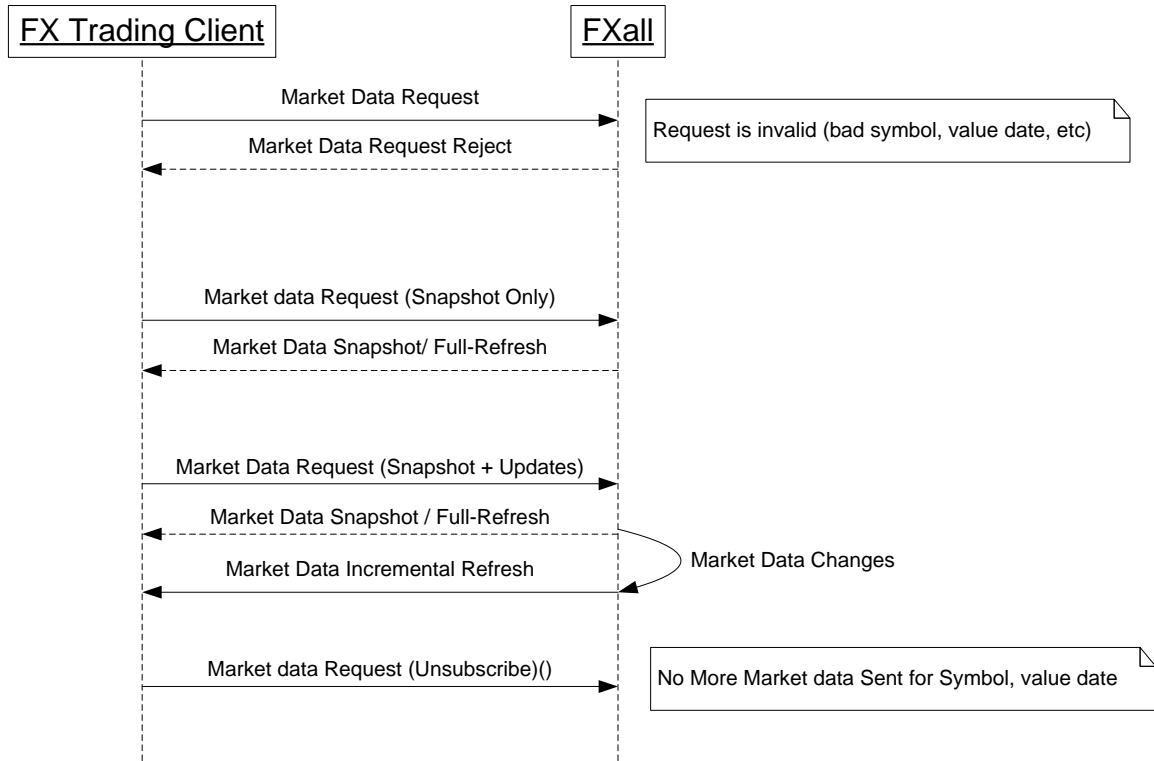 FX Trading Client
FXall
Market Data Request
Request is invalid (bad symbol, value date, etc)
Market Data Request Reject
Market data Request (Snapshot Only)
Market Data Snapshot/ Full-Refresh
Market Data Request (Snapshot + Updates)
Market Data Snapshot / Full-Refresh
Market Data Changes
Market Data Incremental Refresh
Market data Request (Unsubscribe)()
No More Market data Sent for Symbol, value date